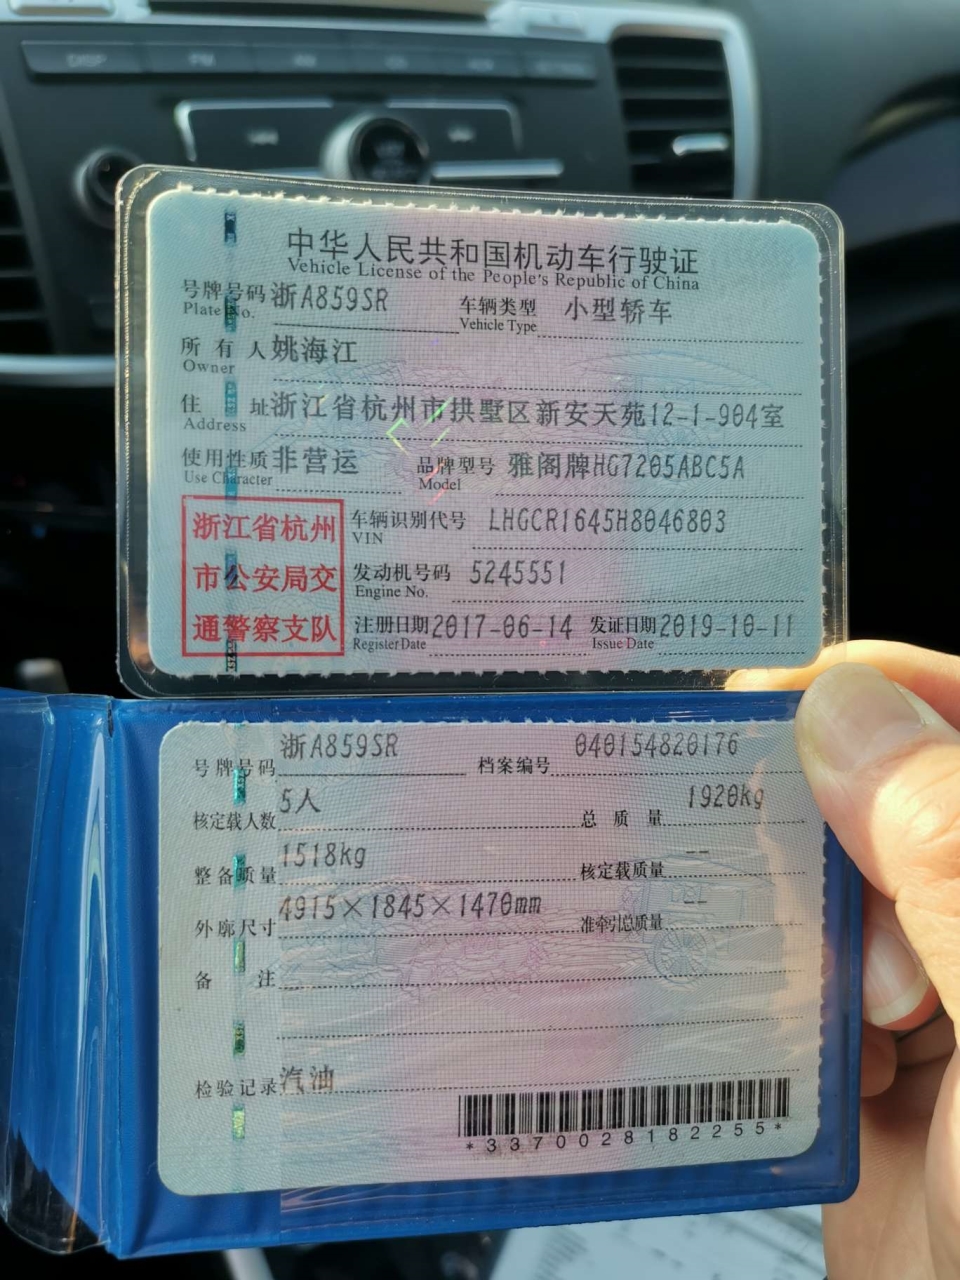 DISP
FM
中华人民共和国机动车行驶证
Vehicle License of the People's Republic of China
号牌号码 浙A859SR 车辆类型 小型轿车
Plate No. Vehicle Type
所有人 姚海江
Owner
住址 浙江省杭州市拱墅区新安天苑12-1-904室
Address
使用性质 非营运 品牌型号 雅阁牌HG7205ABC5A
Use Character Model
浙江省杭州
市公安局交
通警察支队
车辆识别代号 LHGCR1645H8046803
VIN
发动机号码 5245551
Engine No.
注册日期 2017-06-14 发证日期 2019-10-11
Register Date Issue Date
号牌号码 浙A859SR 档案编号 040154820176
核定载人数 5人 总质量 1920kg
整备质量 1518kg 核定载质量 --
外廓尺寸 4915×1845×1470mm 准牵引总质量 --
备注
检验记录 汽油
*3370028182255*